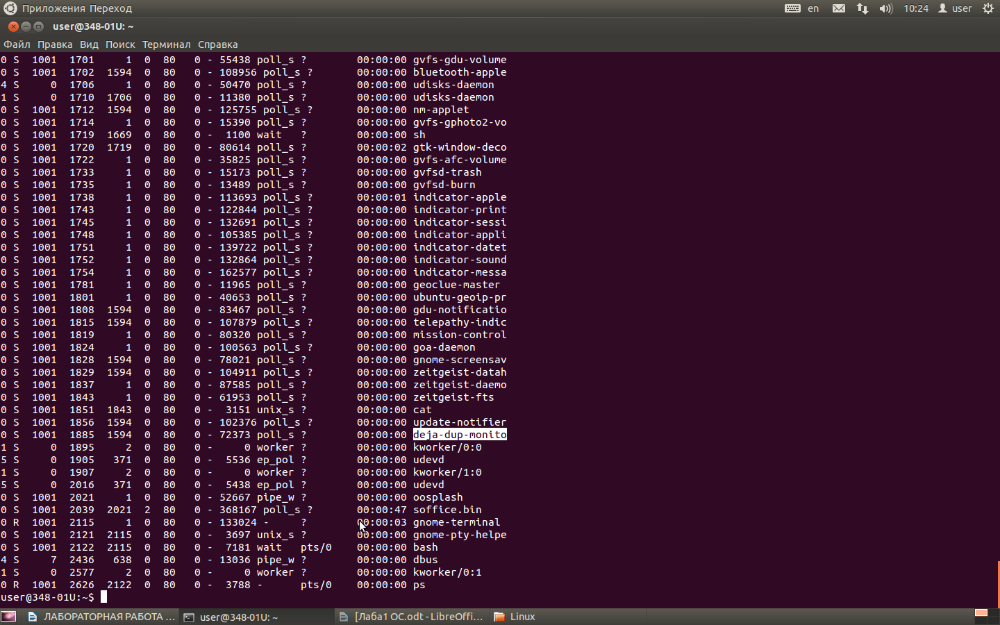 Приложения Переход en 10:24 user
user@348-01U: ~
Файл Правка Вид Поиск Терминал Справка
0 S  1001  1701     1  0  80   0 - 55438 poll_s ?        00:00:00 gvfs-gdu-volume
0 S  1001  1702  1594  0  80   0 - 108956 poll_s ?       00:00:00 bluetooth-apple
4 S     0  1706     1  0  80   0 - 50470 poll_s ?        00:00:00 udisks-daemon
1 S     0  1710  1706  0  80   0 - 11380 poll_s ?        00:00:00 udisks-daemon
0 S  1001  1712  1594  0  80   0 - 125755 poll_s ?       00:00:00 nm-applet
0 S  1001  1714     1  0  80   0 - 15390 poll_s ?        00:00:00 gvfs-gphoto2-vo
0 S  1001  1719  1669  0  80   0 -  1100 wait   ?        00:00:00 sh
0 S  1001  1720  1719  0  80   0 - 80614 poll_s ?        00:00:02 gtk-window-deco
0 S  1001  1722     1  0  80   0 - 35825 poll_s ?        00:00:00 gvfs-afc-volume
0 S  1001  1733     1  0  80   0 - 15173 poll_s ?        00:00:00 gvfsd-trash
0 S  1001  1735     1  0  80   0 - 13489 poll_s ?        00:00:00 gvfsd-burn
0 S  1001  1738     1  0  80   0 - 113693 poll_s ?       00:00:01 indicator-apple
0 S  1001  1743     1  0  80   0 - 122844 poll_s ?       00:00:00 indicator-print
0 S  1001  1745     1  0  80   0 - 132691 poll_s ?       00:00:00 indicator-sessi
0 S  1001  1748     1  0  80   0 - 105385 poll_s ?       00:00:00 indicator-appli
0 S  1001  1751     1  0  80   0 - 139722 poll_s ?       00:00:00 indicator-datet
0 S  1001  1752     1  0  80   0 - 132864 poll_s ?       00:00:00 indicator-sound
0 S  1001  1754     1  0  80   0 - 162577 poll_s ?       00:00:00 indicator-messa
0 S  1001  1781     1  0  80   0 - 11965 poll_s ?        00:00:00 geoclue-master
0 S  1001  1801     1  0  80   0 - 40653 poll_s ?        00:00:00 ubuntu-geoip-pr
0 S  1001  1808  1594  0  80   0 - 83467 poll_s ?        00:00:00 gdu-notificatio
0 S  1001  1815  1594  0  80   0 - 107879 poll_s ?       00:00:00 telepathy-indic
0 S  1001  1819     1  0  80   0 - 80320 poll_s ?        00:00:00 mission-control
0 S  1001  1824     1  0  80   0 - 100563 poll_s ?       00:00:00 goa-daemon
0 S  1001  1828  1594  0  80   0 - 78021 poll_s ?        00:00:00 gnome-screensav
0 S  1001  1829  1594  0  80   0 - 104911 poll_s ?       00:00:00 zeitgeist-datah
0 S  1001  1837     1  0  80   0 - 87585 poll_s ?        00:00:00 zeitgeist-daemo
0 S  1001  1843     1  0  80   0 - 61953 poll_s ?        00:00:00 zeitgeist-fts
0 S  1001  1851  1843  0  80   0 -  3151 unix_s ?        00:00:00 cat
0 S  1001  1856  1594  0  80   0 - 102376 poll_s ?       00:00:00 update-notifier
0 S  1001  1885  1594  0  80   0 - 72373 poll_s ?        00:00:00 deja-dup-monito
1 S     0  1895     2  0  80   0 -     0 worker ?        00:00:00 kworker/0:0
5 S     0  1905   371  0  80   0 -  5536 ep_pol ?        00:00:00 udevd
1 S     0  1907     2  0  80   0 -     0 worker ?        00:00:00 kworker/1:0
5 S     0  2016   371  0  80   0 -  5438 ep_pol ?        00:00:00 udevd
0 S  1001  2021     1  0  80   0 - 52667 pipe_w ?        00:00:00 oosplash
0 S  1001  2039  2021  2  80   0 - 368167 poll_s ?       00:00:47 soffice.bin
0 R  1001  2115     1  0  80   0 - 133024 -     ?        00:00:03 gnome-terminal
0 S  1001  2121  2115  0  80   0 -  3697 unix_s ?        00:00:00 gnome-pty-helpe
0 S  1001  2122  2115  0  80   0 -  7181 wait   pts/0    00:00:00 bash
4 S     7  2436   638  0  80   0 - 13036 pipe_w ?        00:00:00 dbus
1 S     0  2577     2  0  80   0 -     0 worker ?        00:00:00 kworker/0:1
0 R  1001  2626  2122  0  80   0 -  3788 -      pts/0    00:00:00 ps
user@348-01U:~$
ЛАБОРАТОРНАЯ РАБОТА ... user@348-01U: ~ [Лаба1 ОС.odt - LibreOffi... Linux